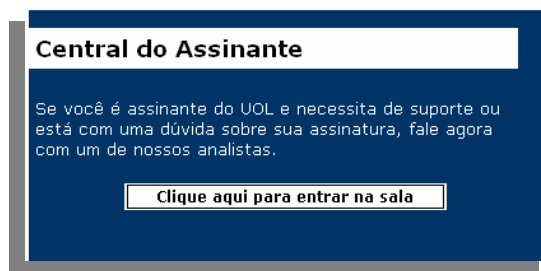 Central do Assinante
Se você é assinante do UOL e necessita de suporte ou
está com uma dúvida sobre sua assinatura, fale agora
com um de nossos analistas.
Clique aqui para entrar na sala